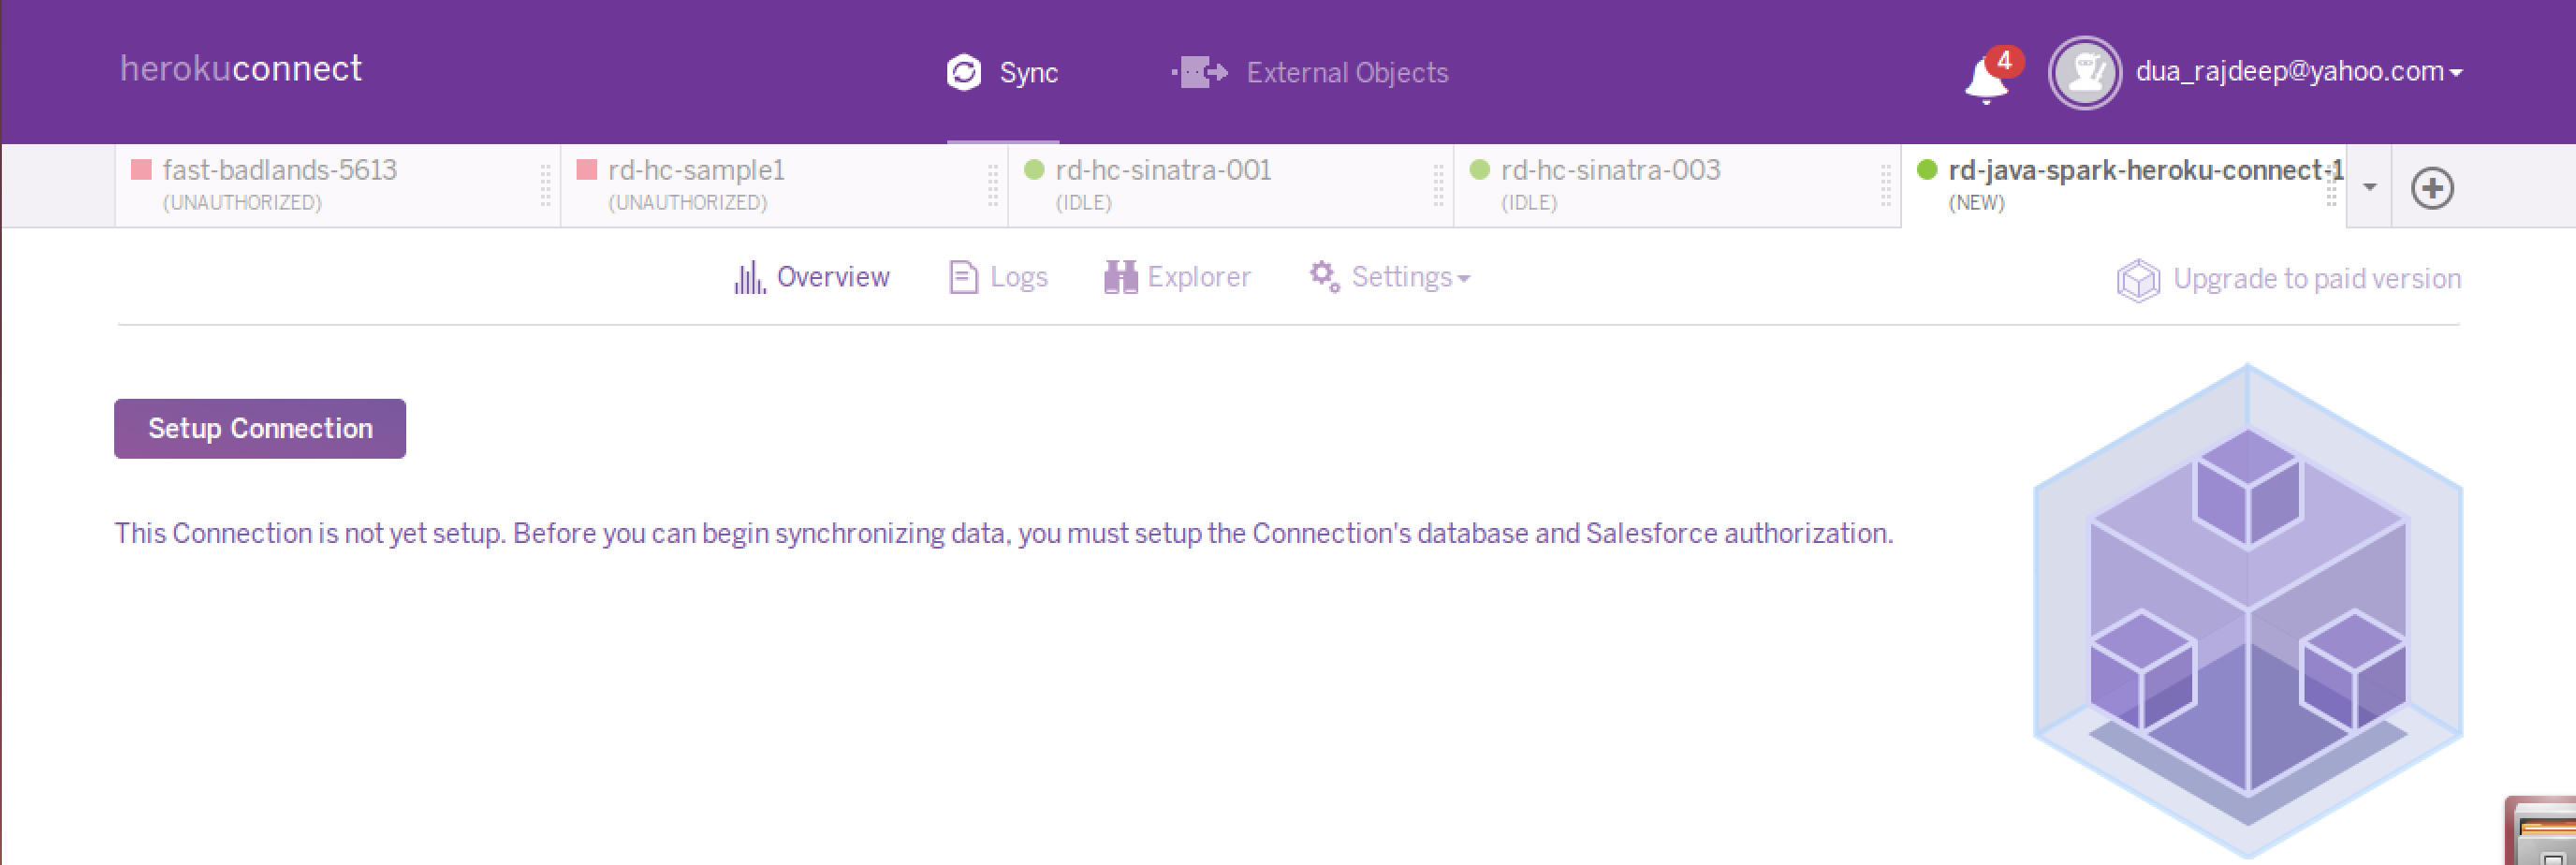 herokuconnect
Sync
External Objects
4
dua_rajdeep@yahoo.com
fast-badlands-5613
(UNAUTHORIZED)
rd-hc-sample1
(UNAUTHORIZED)
rd-hc-sinatra-001
(IDLE)
rd-hc-sinatra-003
(IDLE)
rd-java-spark-heroku-connect-1
(NEW)
Overview
Logs
Explorer
Settings
Upgrade to paid version
Setup Connection
This Connection is not yet setup. Before you can begin synchronizing data, you must setup the Connection's database and Salesforce authorization.